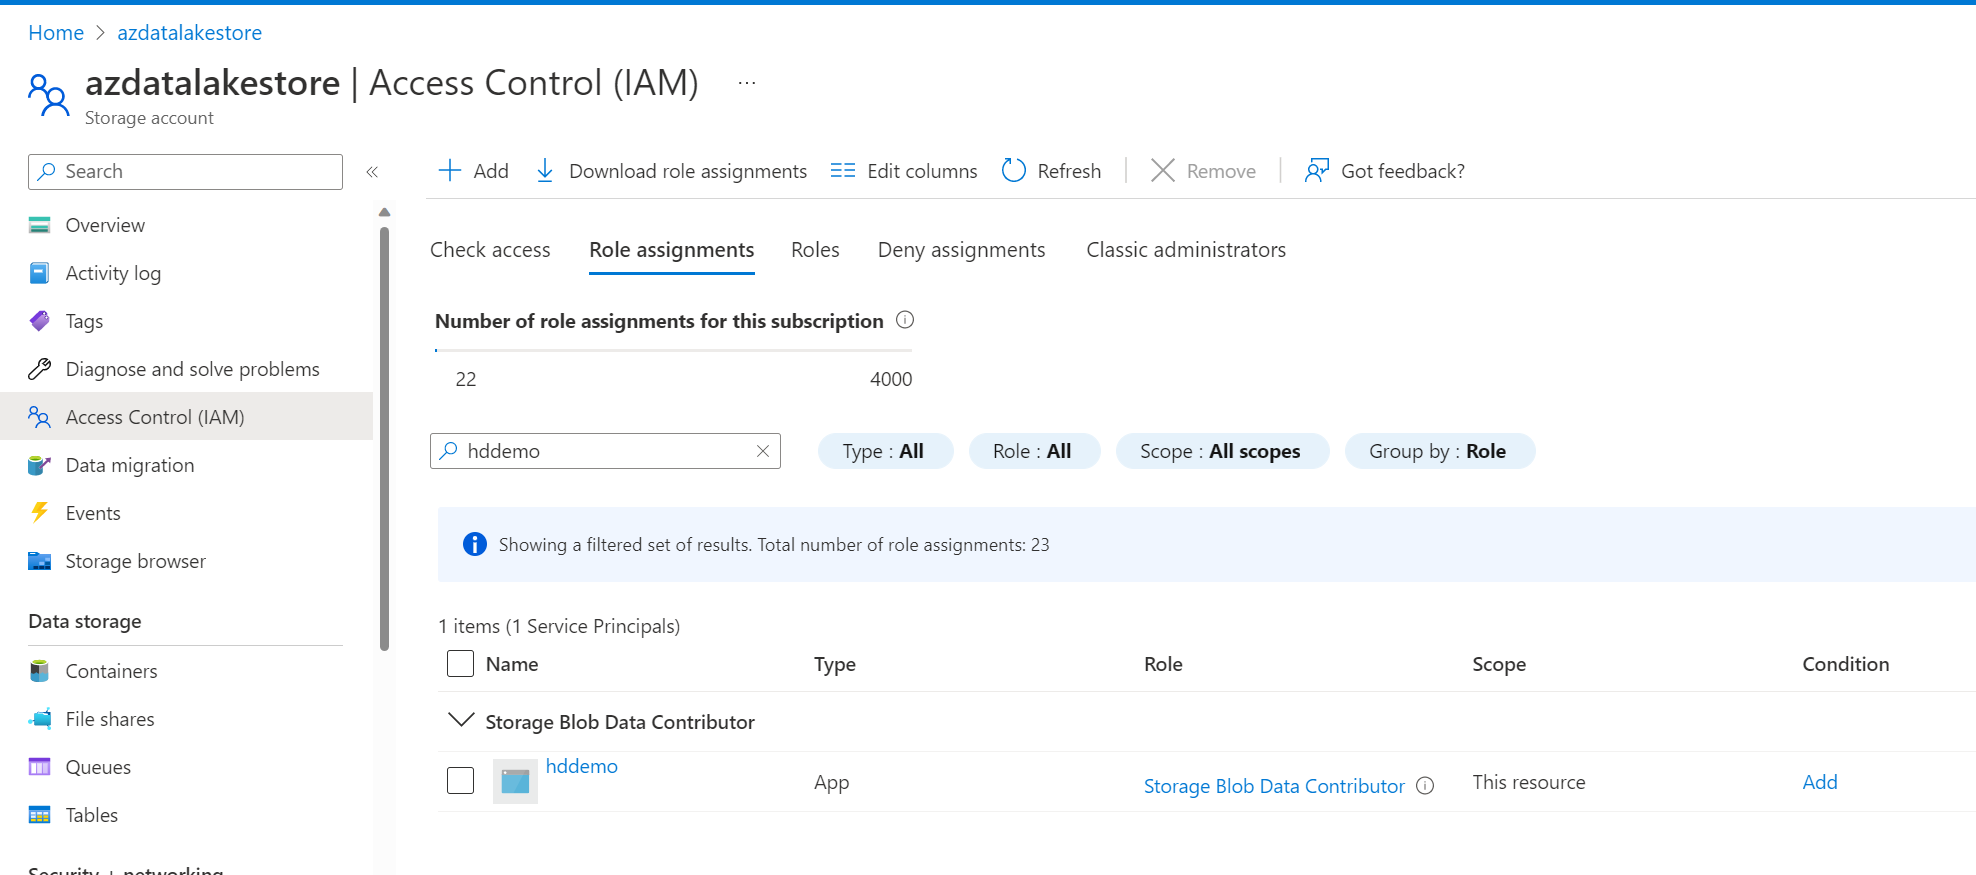 Home > azdatalakestore
azdatalakestore | Access Control (IAM) ...
Storage account
Search
«
Add
Download role assignments
Edit columns
Refresh
Remove
Got feedback?
Overview
Activity log
Tags
Diagnose and solve problems
Access Control (IAM)
Data migration
Events
Storage browser
Data storage
Containers
File shares
Queues
Tables
Security + networking
Check access
Role assignments
Roles
Deny assignments
Classic administrators
Number of role assignments for this subscription
22
4000
hddemo
Type : All
Role : All
Scope : All scopes
Group by : Role
Showing a filtered set of results. Total number of role assignments: 23
1 items (1 Service Principals)
Name Type Role Scope Condition
Storage Blob Data Contributor
hddemo App Storage Blob Data Contributor This resource Add